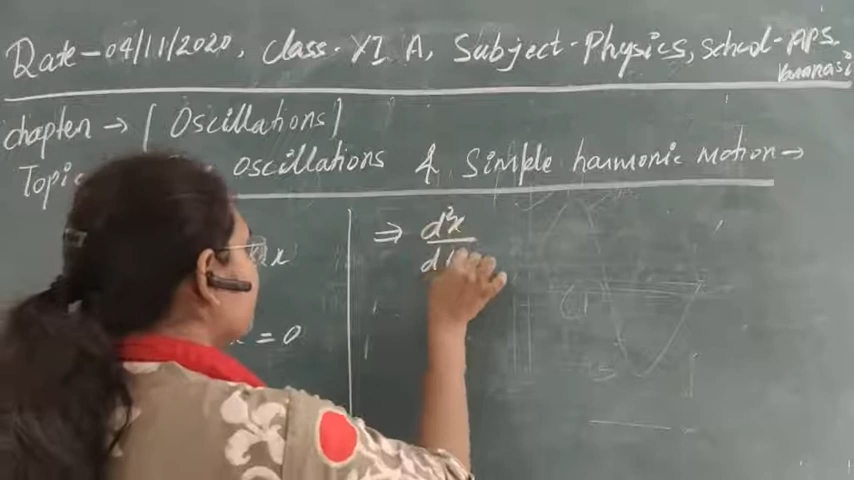 Date-04/11/2020, Class-XI A, Subject-Physics, School-APS,
Varanasi
chapter → [Oscillations]
Topic Oscillations & Simple harmonic Motion →
x ⇒ d²x
d
= 0